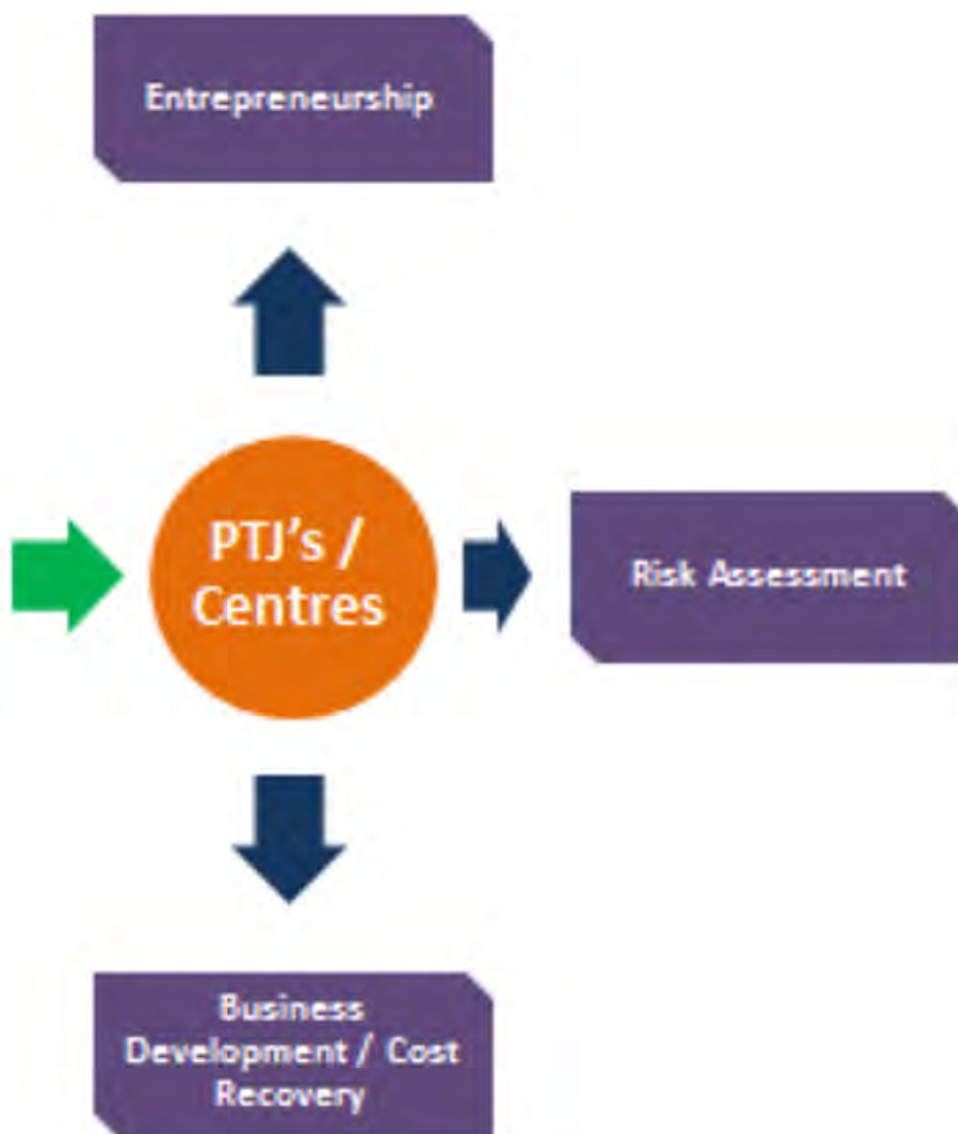 Entrepreneurship
PTJ's /
Centres
Risk Assessment
Business
Development / Cost
Recovery